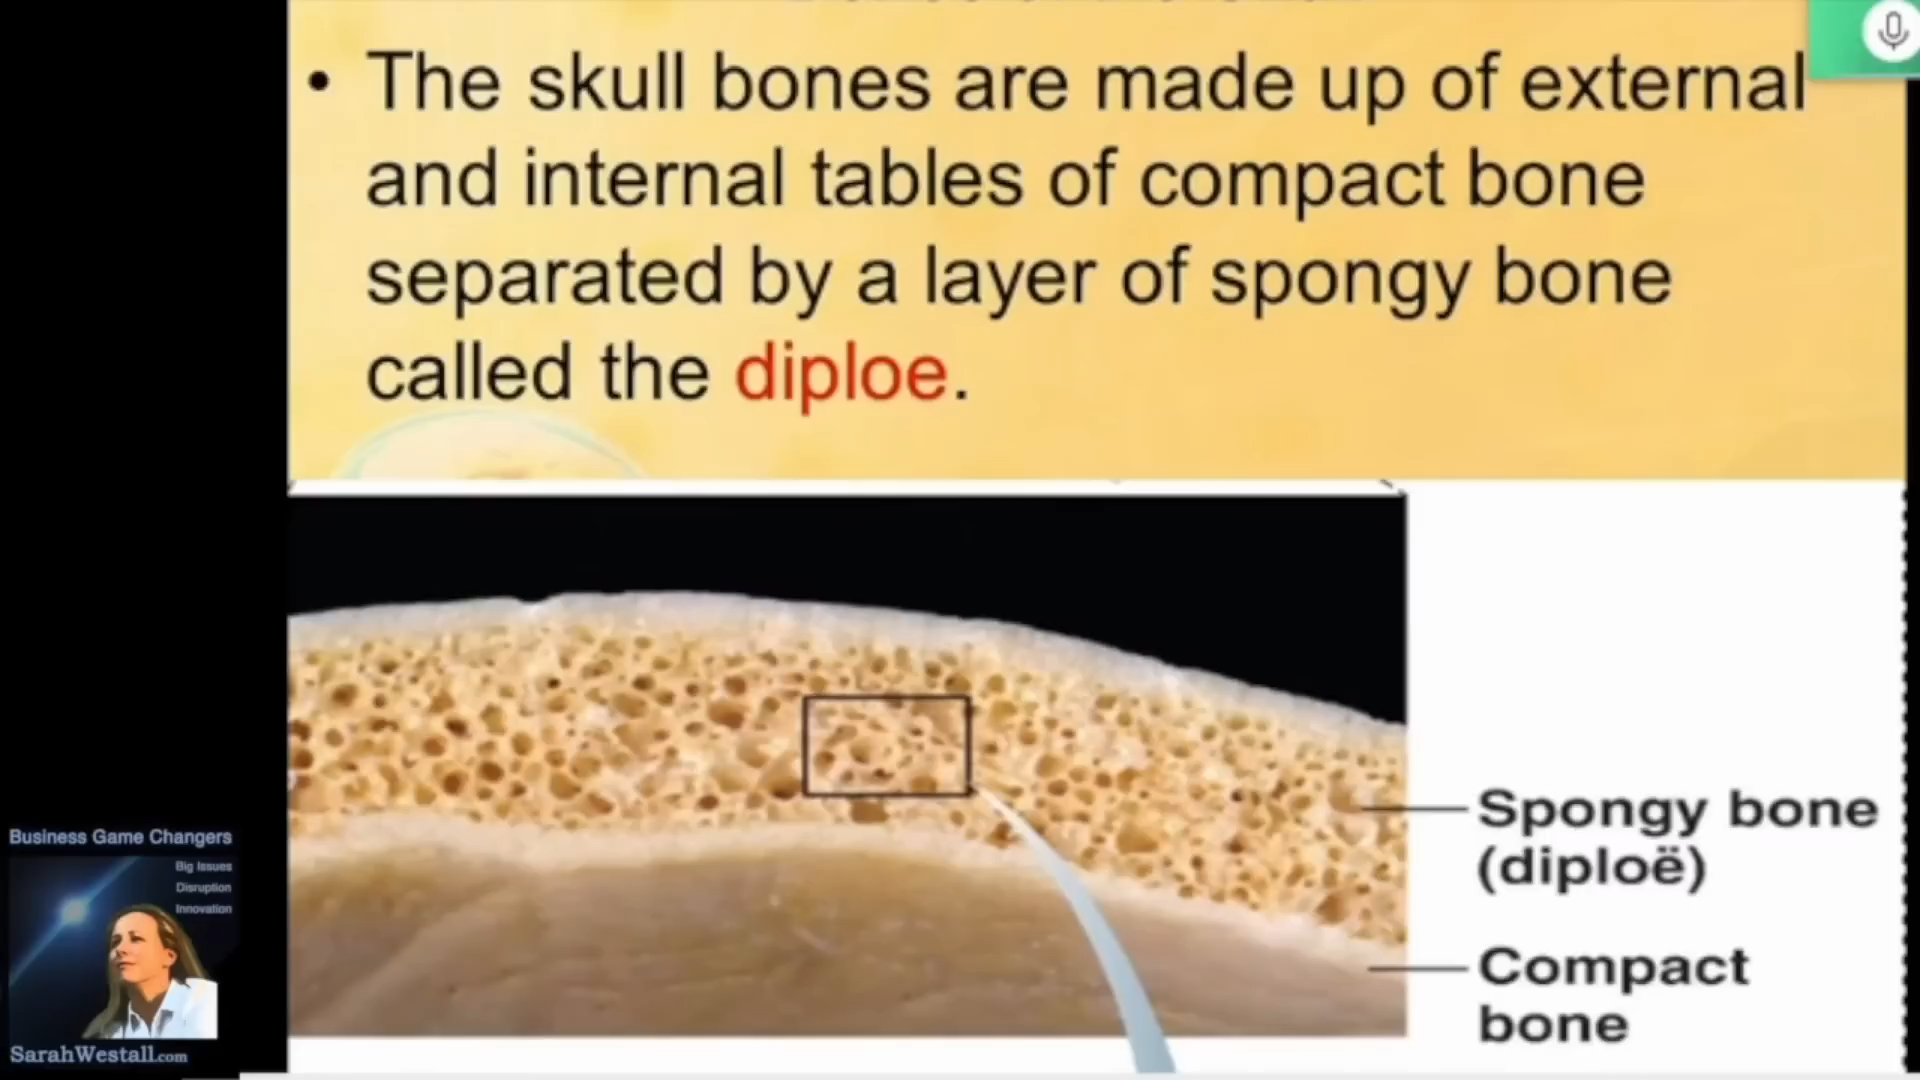 • The skull bones are made up of external
and internal tables of compact bone
separated by a layer of spongy bone
called the diploe.
Spongy bone
(diploë)
Compact
bone
Business Game Changers
Big Issues
Disruption
Innovation
SarahWestall.com